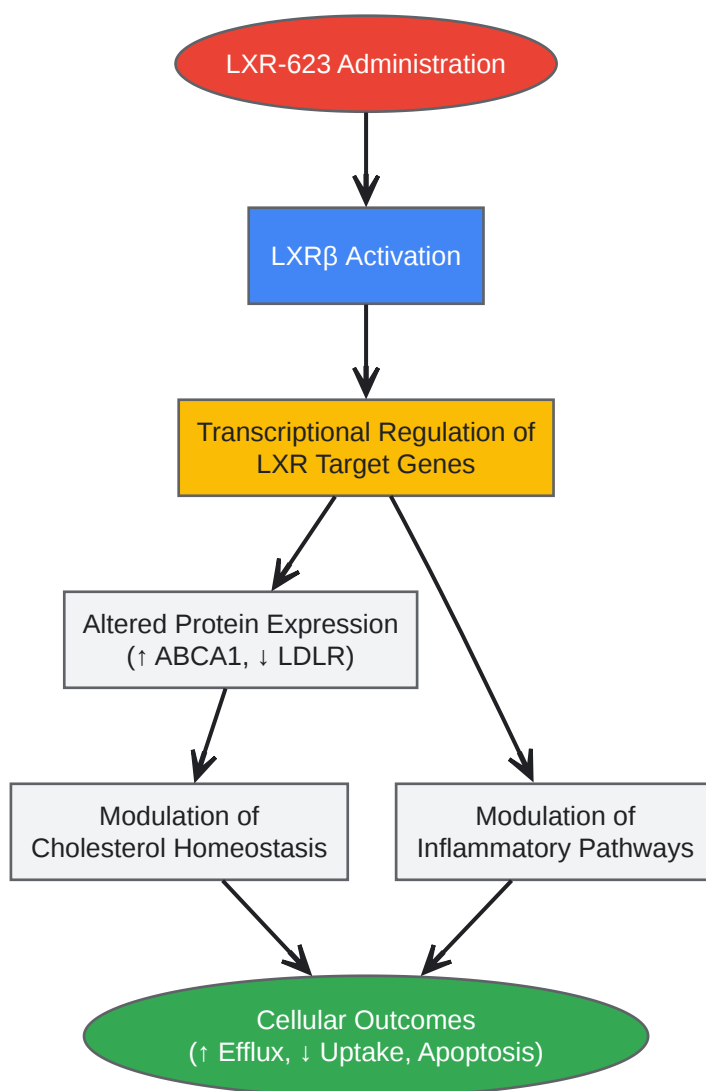 LXR-623 Administration
LXRβ Activation
Transcriptional Regulation of
LXR Target Genes
Altered Protein Expression
(↑ ABCA1, ↓ LDLR)
Modulation of
Cholesterol Homeostasis
Modulation of
Inflammatory Pathways
Cellular Outcomes
(↑ Efflux, ↓ Uptake, Apoptosis)